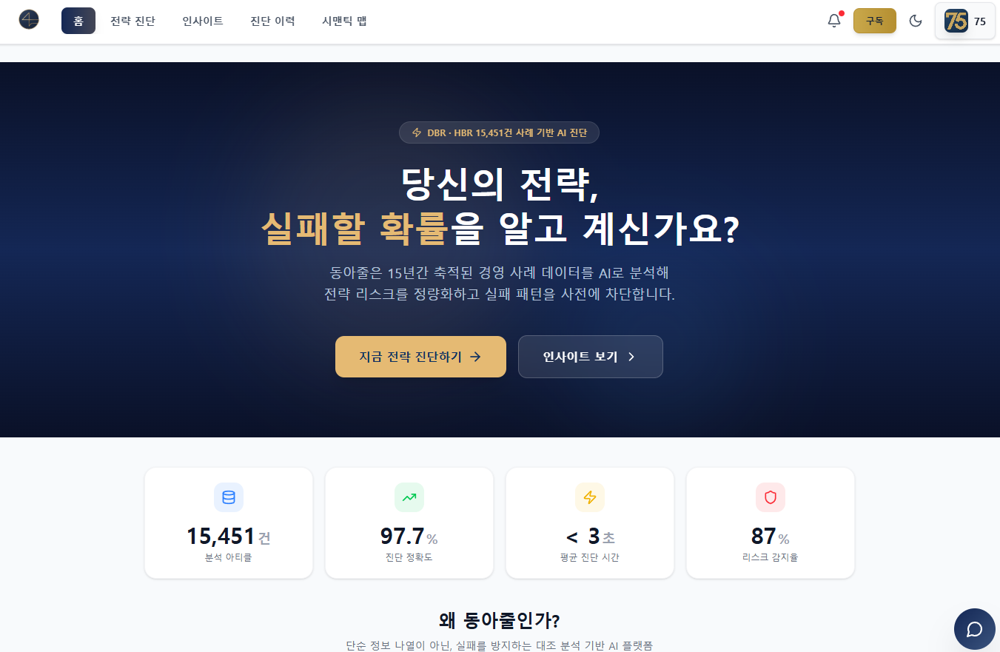 홈 전략 진단 인사이트 진단 이력 시맨틱 맵 구독 75 75
DBR · HBR 15,451건 사례 기반 AI 진단
당신의 전략,
실패할 확률을 알고 계신가요?
동아줄은 15년간 축적된 경영 사례 데이터를 AI로 분석해
전략 리스크를 정량화하고 실패 패턴을 사전에 차단합니다.
지금 전략 진단하기 → 인사이트 보기 >
15,451건 97.7% < 3초 87%
분석 아티클 진단 정확도 평균 진단 시간 리스크 감지율
왜 동아줄인가?
단순 정보 나열이 아닌, 실패를 방지하는 대조 분석 기반 AI 플랫폼